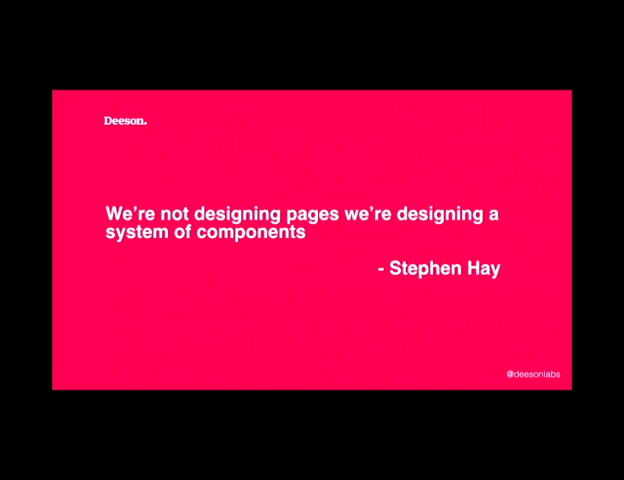 Deeson.
We’re not designing pages we’re designing a
system of components
- Stephen Hay
@deesonlabs